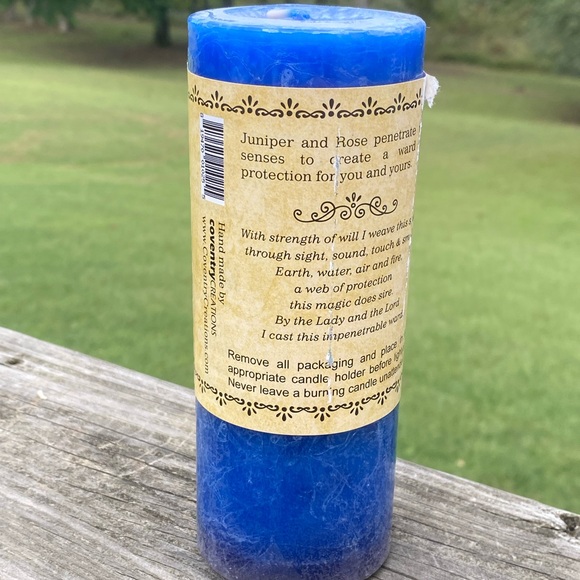 Juniper and Rose penetrate
senses to create a ward
protection for you and yours.
With strength of will I weave this
through sight, sound, touch &
Earth, water, air and fire,
a web of protection
this magic does sire.
By the Lady and the Lord
I cast this impenetrable ward.
Remove all packaging and place
appropriate candle holder before
Never leave a burning candle
Hand made by
coventryCREATIONS
www.CoventryCreations.com